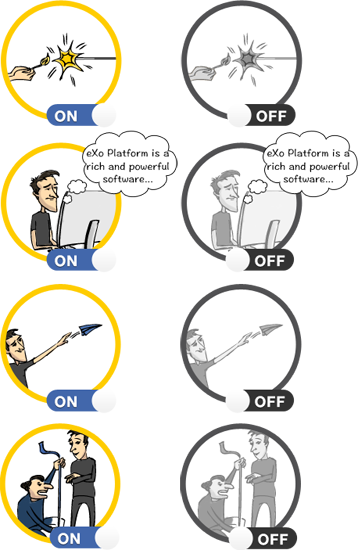 ON
OFF
eXo Platform is a
rich and powerful
software...
eXo Platform is a
rich and powerful
software...
ON
OFF
ON
OFF
ON
OFF